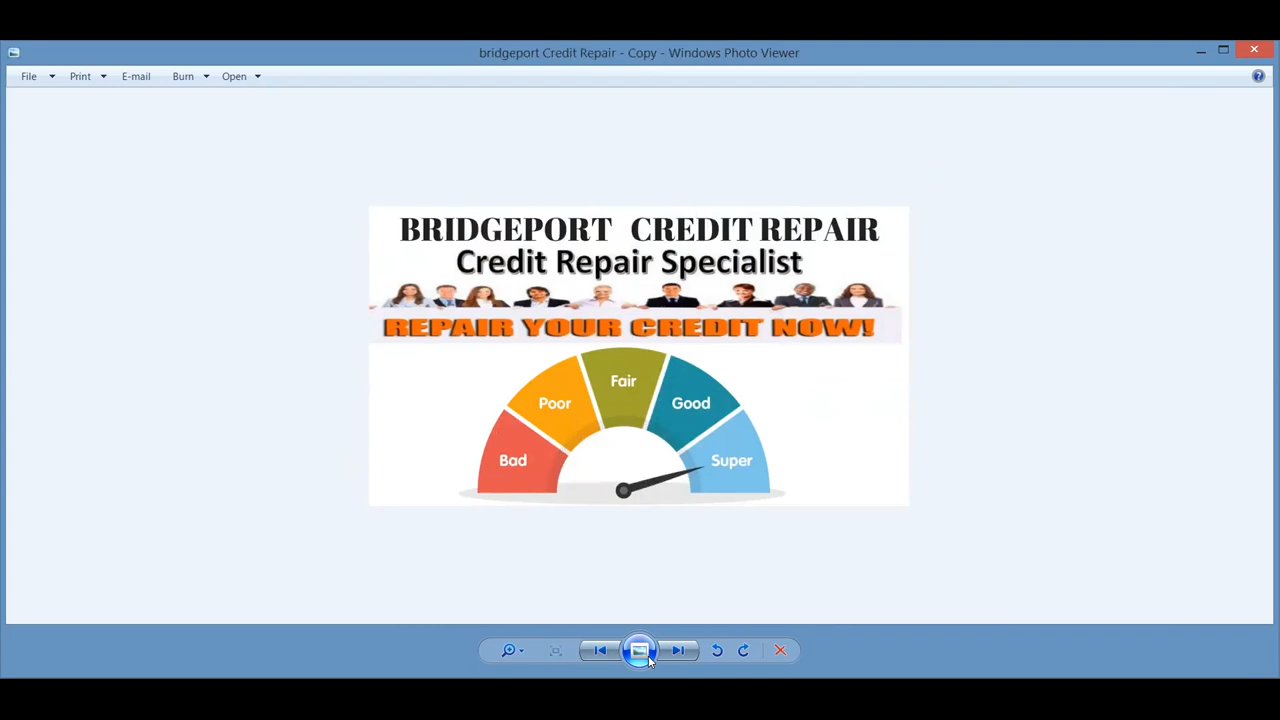 bridgeport Credit Repair - Copy - Windows Photo Viewer
File Print E-mail Burn Open
BRIDGEPORT CREDIT REPAIR
Credit Repair Specialist
REPAIR YOUR CREDIT NOW!
Fair
Poor
Good
Bad
Super